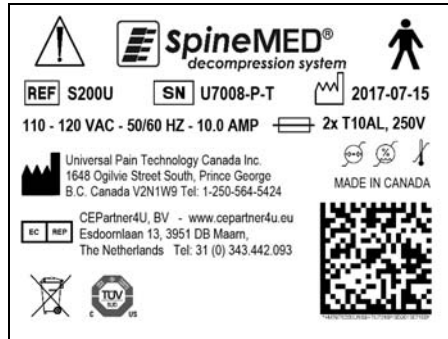 SpineMED®
decompression system
REF S200U SN U7008-P-T 2017-07-15
110 - 120 VAC - 50/60 HZ - 10.0 AMP 2x T10AL, 250V
Universal Pain Technology Canada Inc.
1648 Ogilvie Street South, Prince George
B.C. Canada V2N1W9 Tel: 1-250-564-5424
MADE IN CANADA
EC REP
CEPartner4U, BV - www.cepartner4u.eu
Esdoornlaan 13, 3951 DB Maarn,
The Netherlands Tel: 31 (0) 343.442.093
TÜV
SÜD
C US